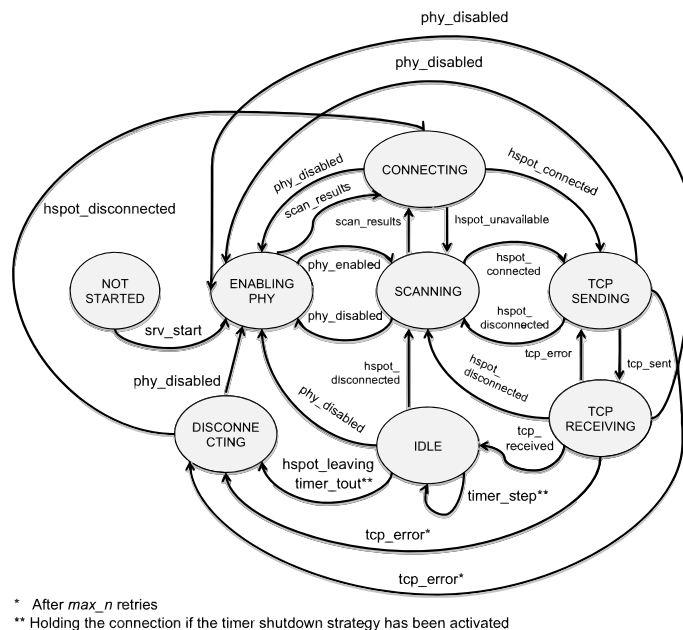 phy_disabled
phy_disabled
phy_disabled
CONNECTING
hspot_connected
scan_results
hspot_disconnected
scan_results
hspot_unavailable
NOT
STARTED
ENABLING
PHY
phy_enabled
SCANNING
hspot_
connected
TCP
SENDING
phy_disabled
hspot_
disconnected
srv_start
tcp_error
tcp_sent
hspot_
disconnected
hspot_
disconnected
phy_disabled
phy_disabled
DISCONNE
CTING
IDLE
tcp_
received
TCP
RECEIVING
hspot_leaving
timer_tout**
timer_step**
tcp_error*
tcp_error*
* After max_n retries
** Holding the connection if the timer shutdown strategy has been activated